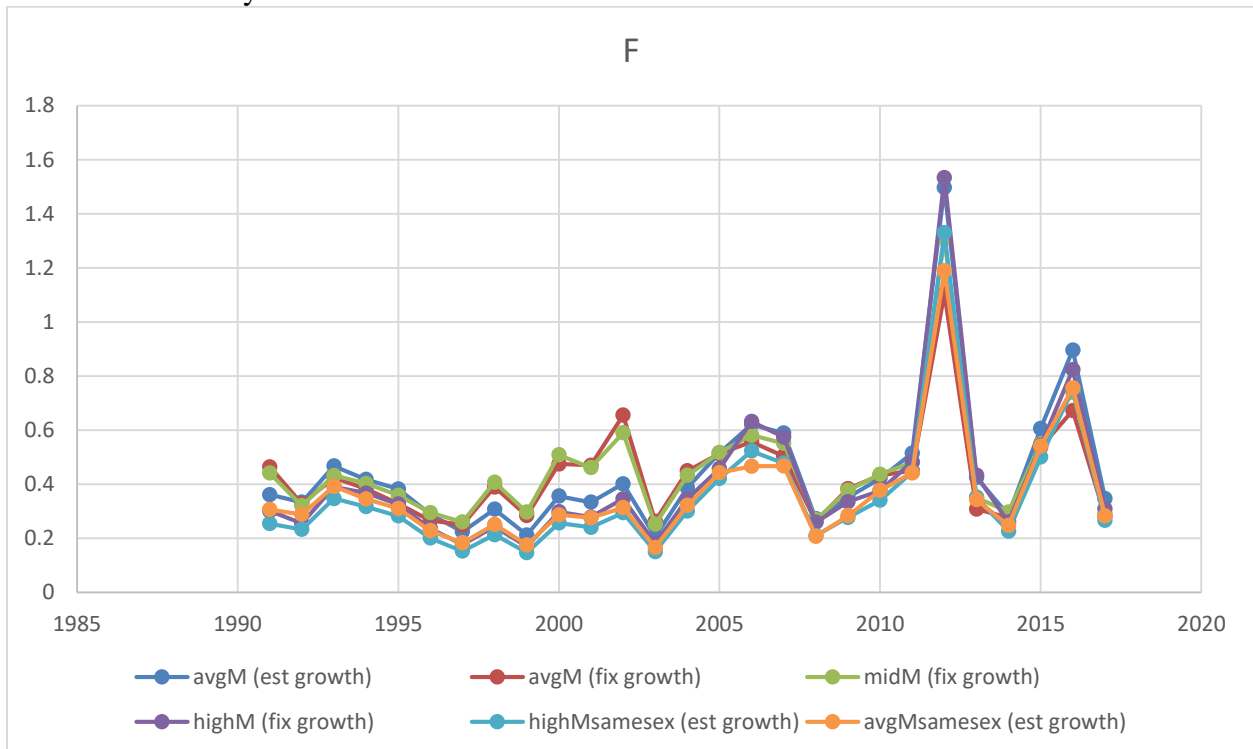 F
1.8
1.6
1.4
1.2
1
0.8
0.6
0.4
0.2
0
1985 1990 1995 2000 2005 2010 2015 2020
avgM (est growth) avgM (fix growth) midM (fix growth)
highM (fix growth) highMsamesex (est growth) avgMsamesex (est growth)